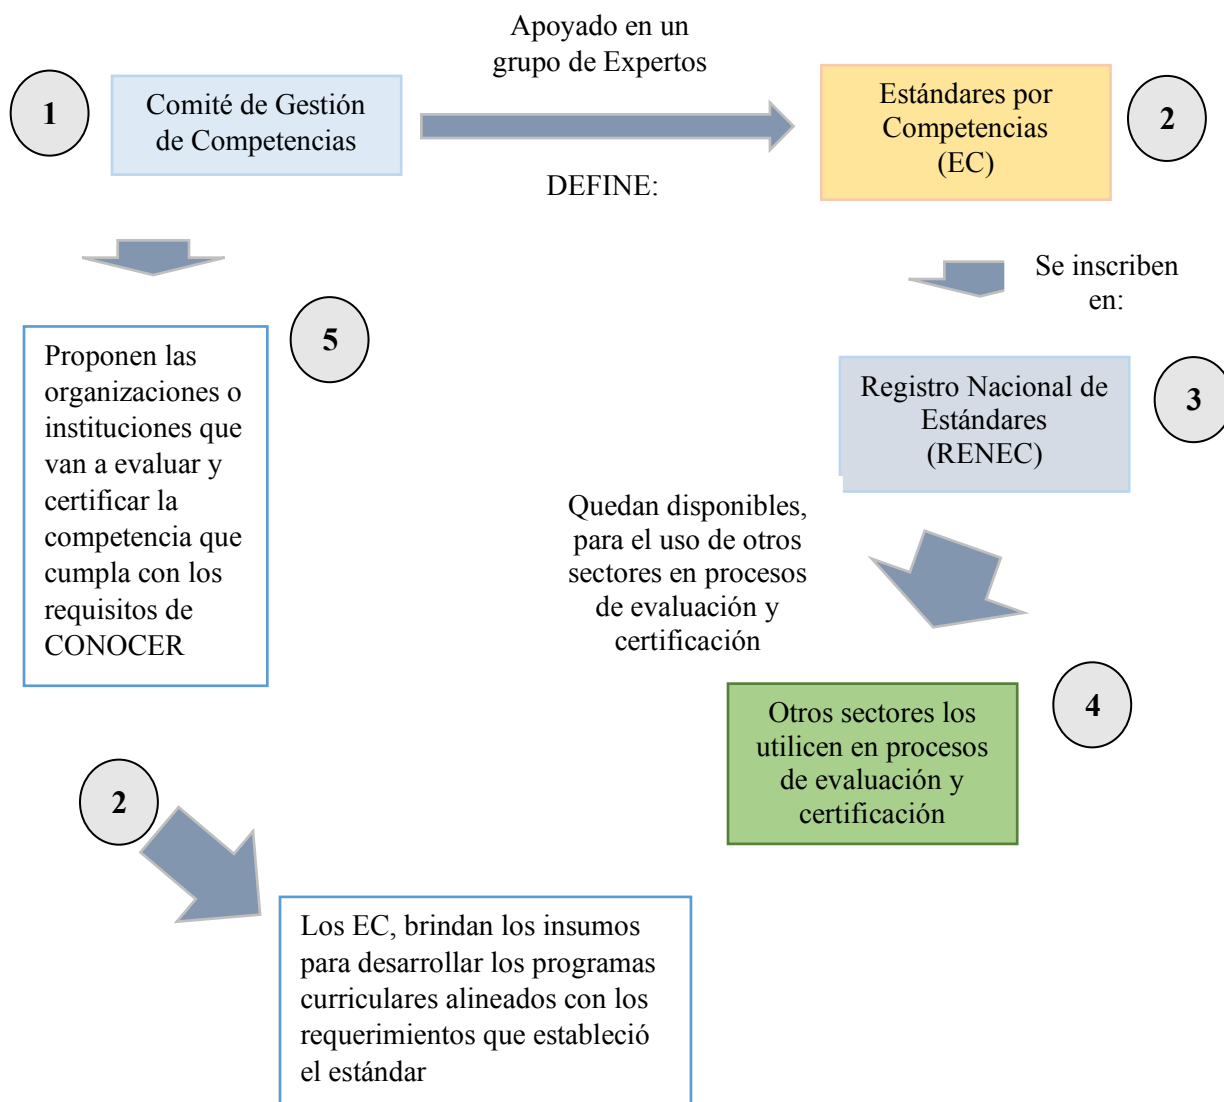 1
Comité de Gestión
de Competencias
Apoyado en un
grupo de Expertos
DEFINE:
Estándares por
Competencias
(EC)
2
Se inscriben
en:
Registro Nacional de
Estándares
(RENEC)
3
Quedan disponibles,
para el uso de otros
sectores en procesos
de evaluación y
certificación
Otros sectores los
utilicen en procesos
de evaluación y
certificación
4
5
Proponen las
organizaciones o
instituciones que
van a evaluar y
certificar la
competencia que
cumpla con los
requisitos de
CONOCER
2
Los EC, brindan los insumos
para desarrollar los programas
curriculares alineados con los
requerimientos que estableció
el estándar